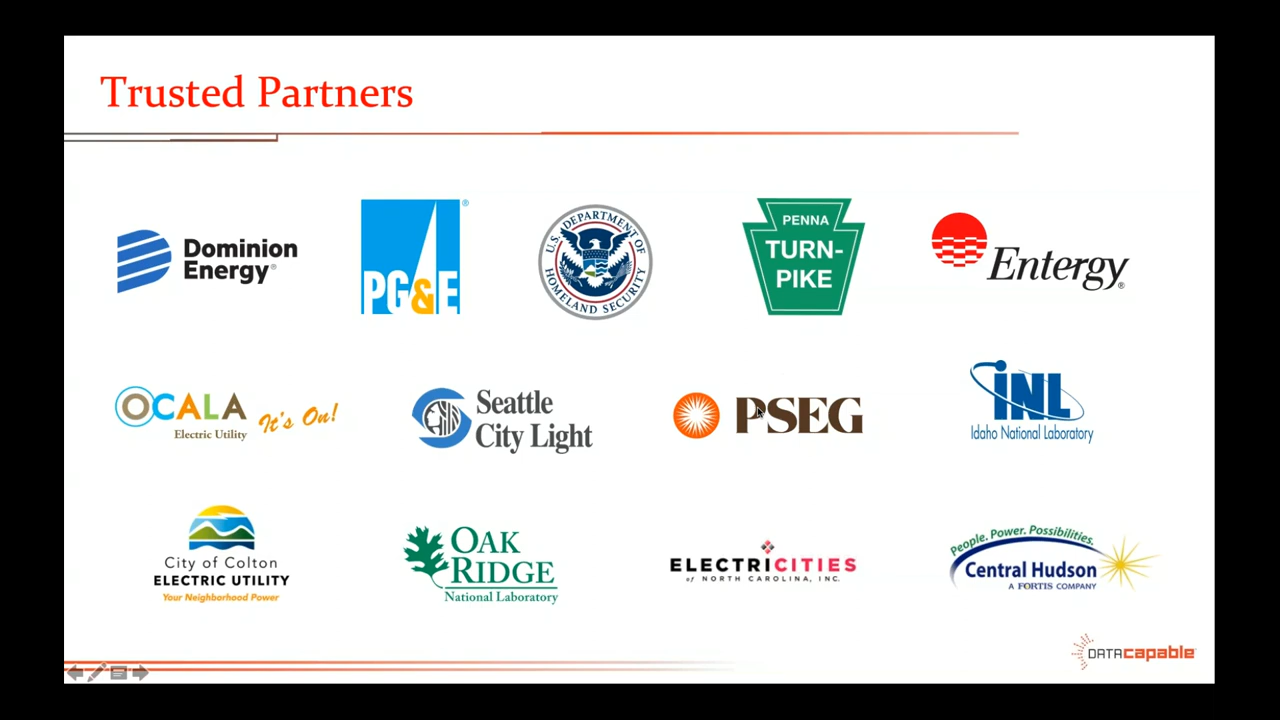 Trusted Partners
Dominion
Energy®
PG&E®
U.S. DEPARTMENT OF
HOMELAND SECURITY
PENNA
TURN-
PIKE
Entergy®
OCALA
Electric Utility
It's On!
Seattle
City Light
PSEG
INL
Idaho National Laboratory
City of Colton
ELECTRIC UTILITY
Your Neighborhood Power
OAK
RIDGE
National Laboratory
ELECTRICITIES
of NORTH CAROLINA, INC.
People. Power. Possibilities.
Central Hudson
A FORTIS COMPANY
DATAcapable